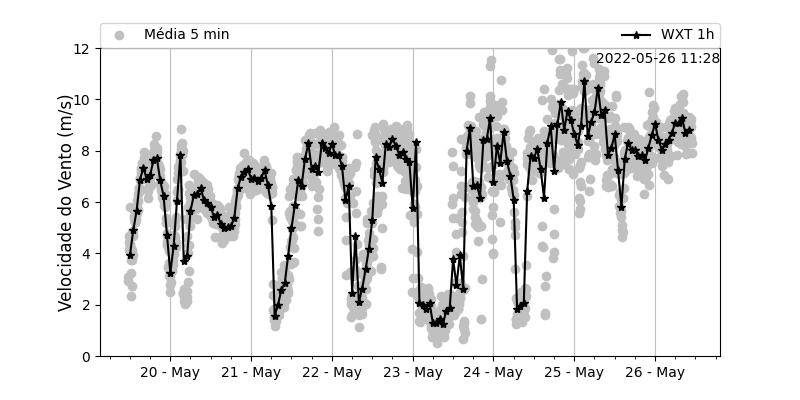 Média 5 min
WXT 1h
2022-05-26 11:28
Velocidade do Vento (m/s)
12
10
8
6
4
2
0
20 - May
21 - May
22 - May
23 - May
24 - May
25 - May
26 - May